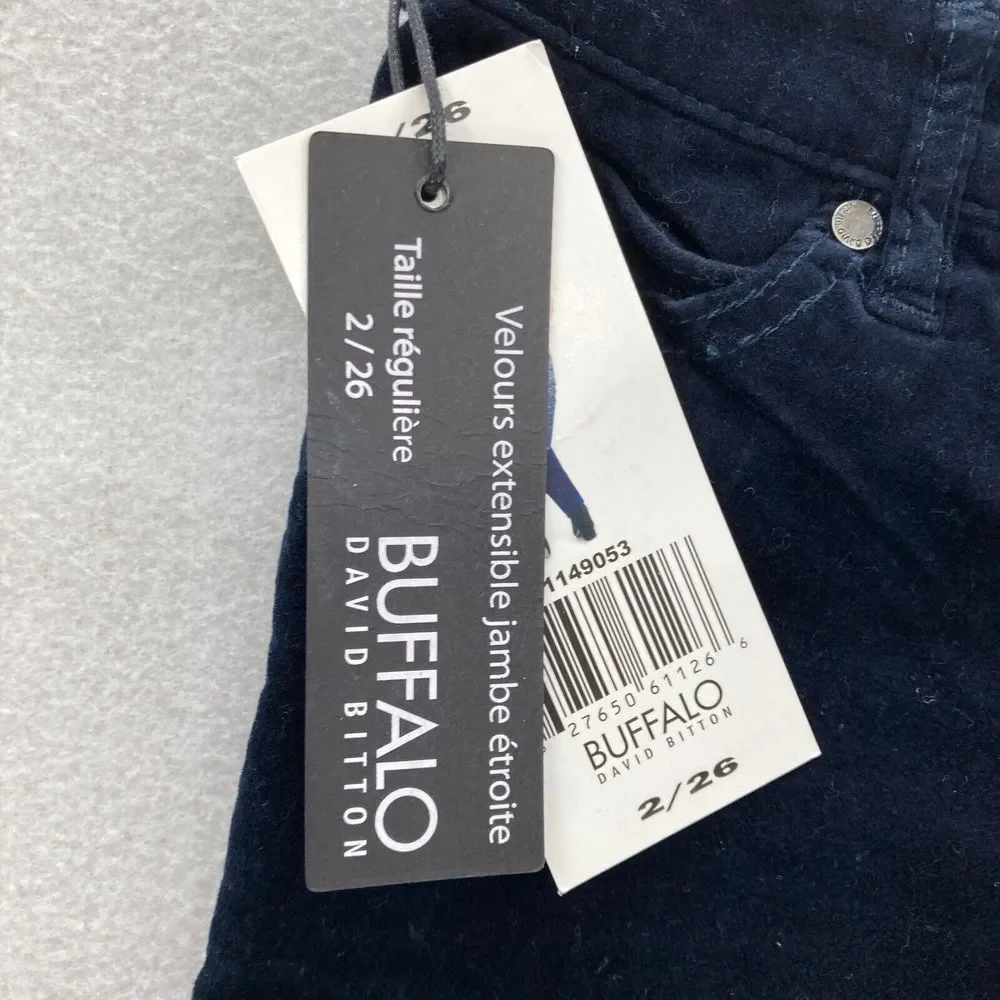 Velours extensible jambe étroite
Taille régulière
2 / 26
BUFFALO
DAVID BITTON
/26
1149053
27650 61126 6
BUFFALO
DAVID BITTON
2/26